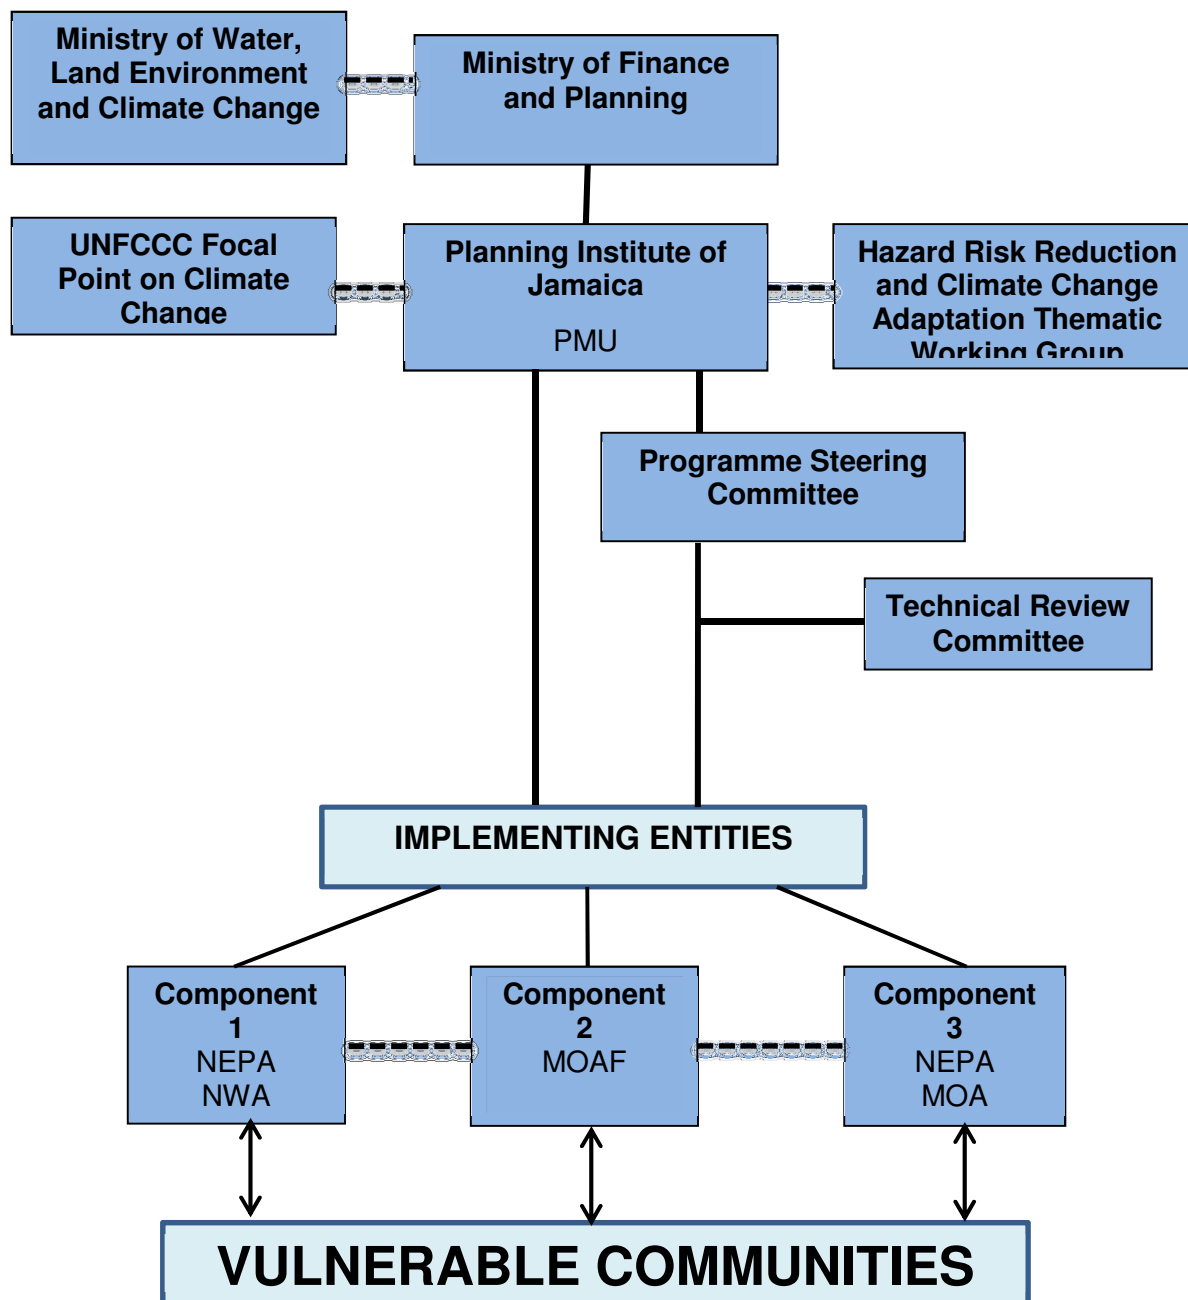 Ministry of Water,
Land Environment
and Climate Change
Ministry of Finance
and Planning
UNFCCC Focal
Point on Climate
Change
Planning Institute of
Jamaica
PMU
Hazard Risk Reduction
and Climate Change
Adaptation Thematic
Working Group
Programme Steering
Committee
Technical Review
Committee
IMPLEMENTING ENTITIES
Component
1
NEPA
NWA
Component
2
MOAF
Component
3
NEPA
MOA
VULNERABLE COMMUNITIES